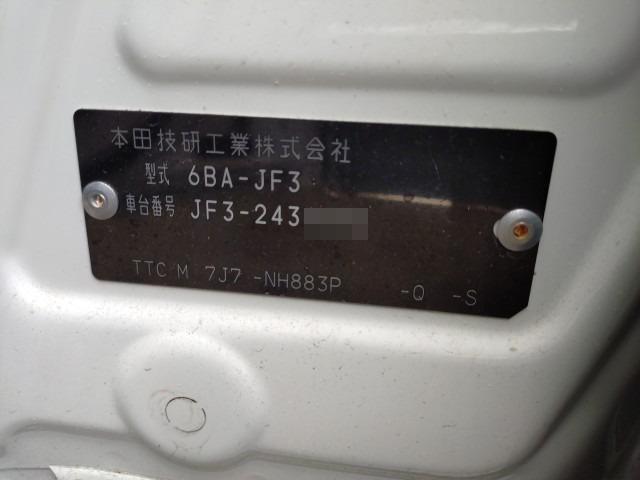 本田技研工業株式会社
型式 6BA-JF3
車台番号 JF3-243
TTC M 7J7 -NH883P -Q -S